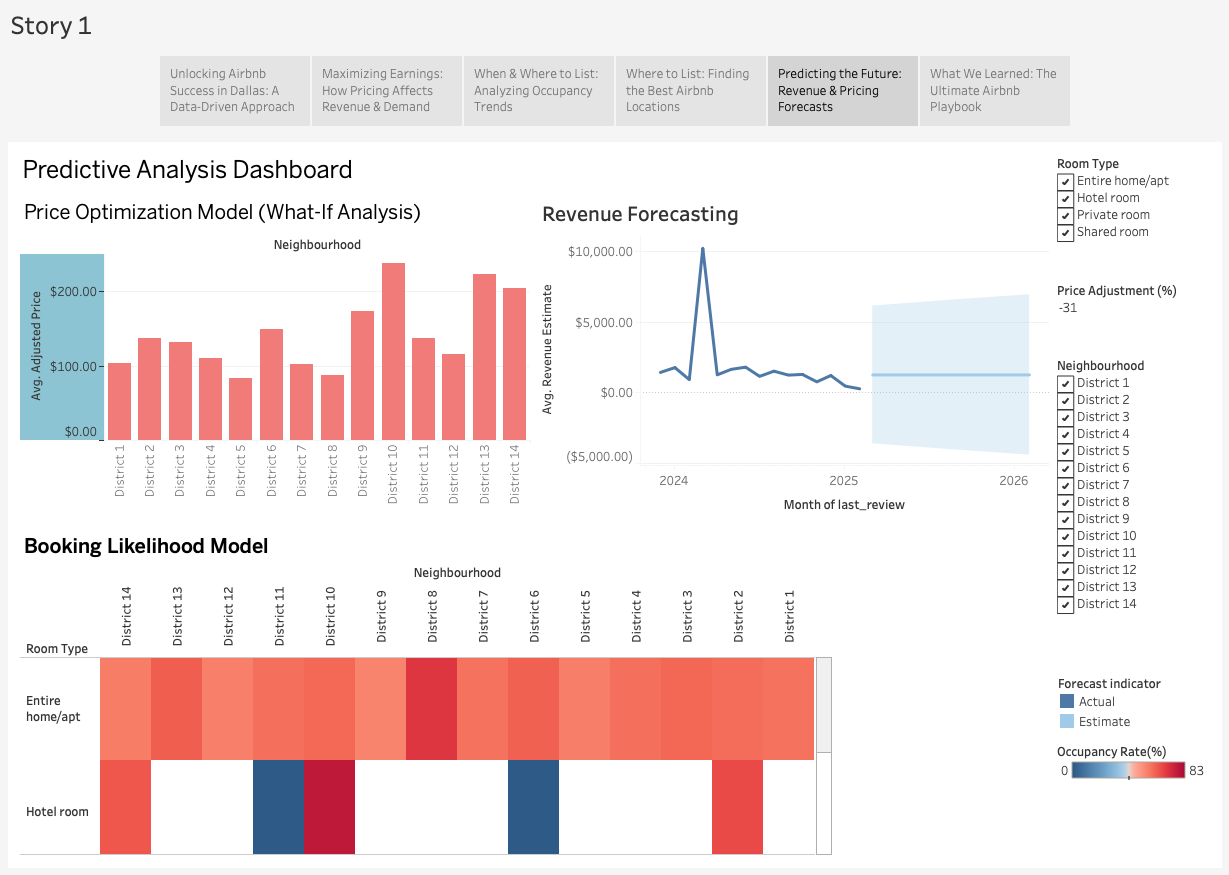 Story 1
Unlocking Airbnb
Success in Dallas: A
Data-Driven Approach
Maximizing Earnings:
How Pricing Affects
Revenue & Demand
When & Where to List:
Analyzing Occupancy
Trends
Where to List: Finding
the Best Airbnb
Locations
Predicting the Future:
Revenue & Pricing
Forecasts
What We Learned: The
Ultimate Airbnb
Playbook
Predictive Analysis Dashboard
Price Optimization Model (What-If Analysis)
Neighbourhood
Avg. Adjusted Price
$200.00
$100.00
$0.00
District 1
District 2
District 3
District 4
District 5
District 6
District 7
District 8
District 9
District 10
District 11
District 12
District 13
District 14
Revenue Forecasting
Avg. Revenue Estimate
$10,000.00
$5,000.00
$0.00
($5,000.00)
2024
2025
2026
Month of last_review
Room Type
Entire home/apt
Hotel room
Private room
Shared room
Price Adjustment (%)
-31
Neighbourhood
District 1
District 2
District 3
District 4
District 5
District 6
District 7
District 8
District 9
District 10
District 11
District 12
District 13
District 14
Booking Likelihood Model
Neighbourhood
Room Type
District 14
District 13
District 12
District 11
District 10
District 9
District 8
District 7
District 6
District 5
District 4
District 3
District 2
District 1
Entire
home/apt
Hotel room
Forecast indicator
Actual
Estimate
Occupancy Rate(%)
0
83